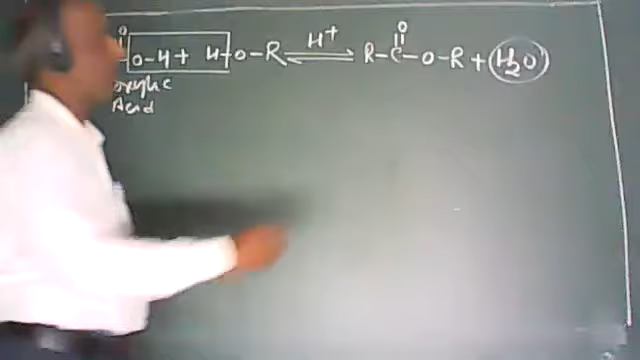 O
O
O-H + H-O-R ⇌ H+ R-C-O-R + H2O
Acid